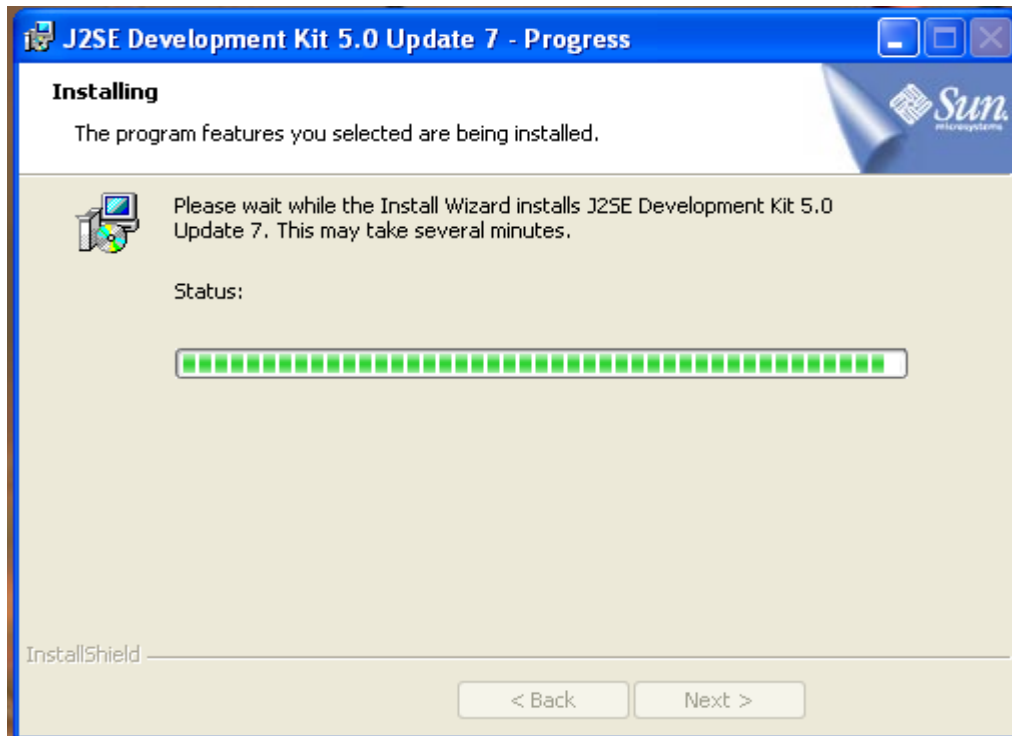 J2SE Development Kit 5.0 Update 7 - Progress
Installing
The program features you selected are being installed.
Sun
microsystems
Please wait while the Install Wizard installs J2SE Development Kit 5.0
Update 7. This may take several minutes.
Status:
InstallShield
< Back
Next >